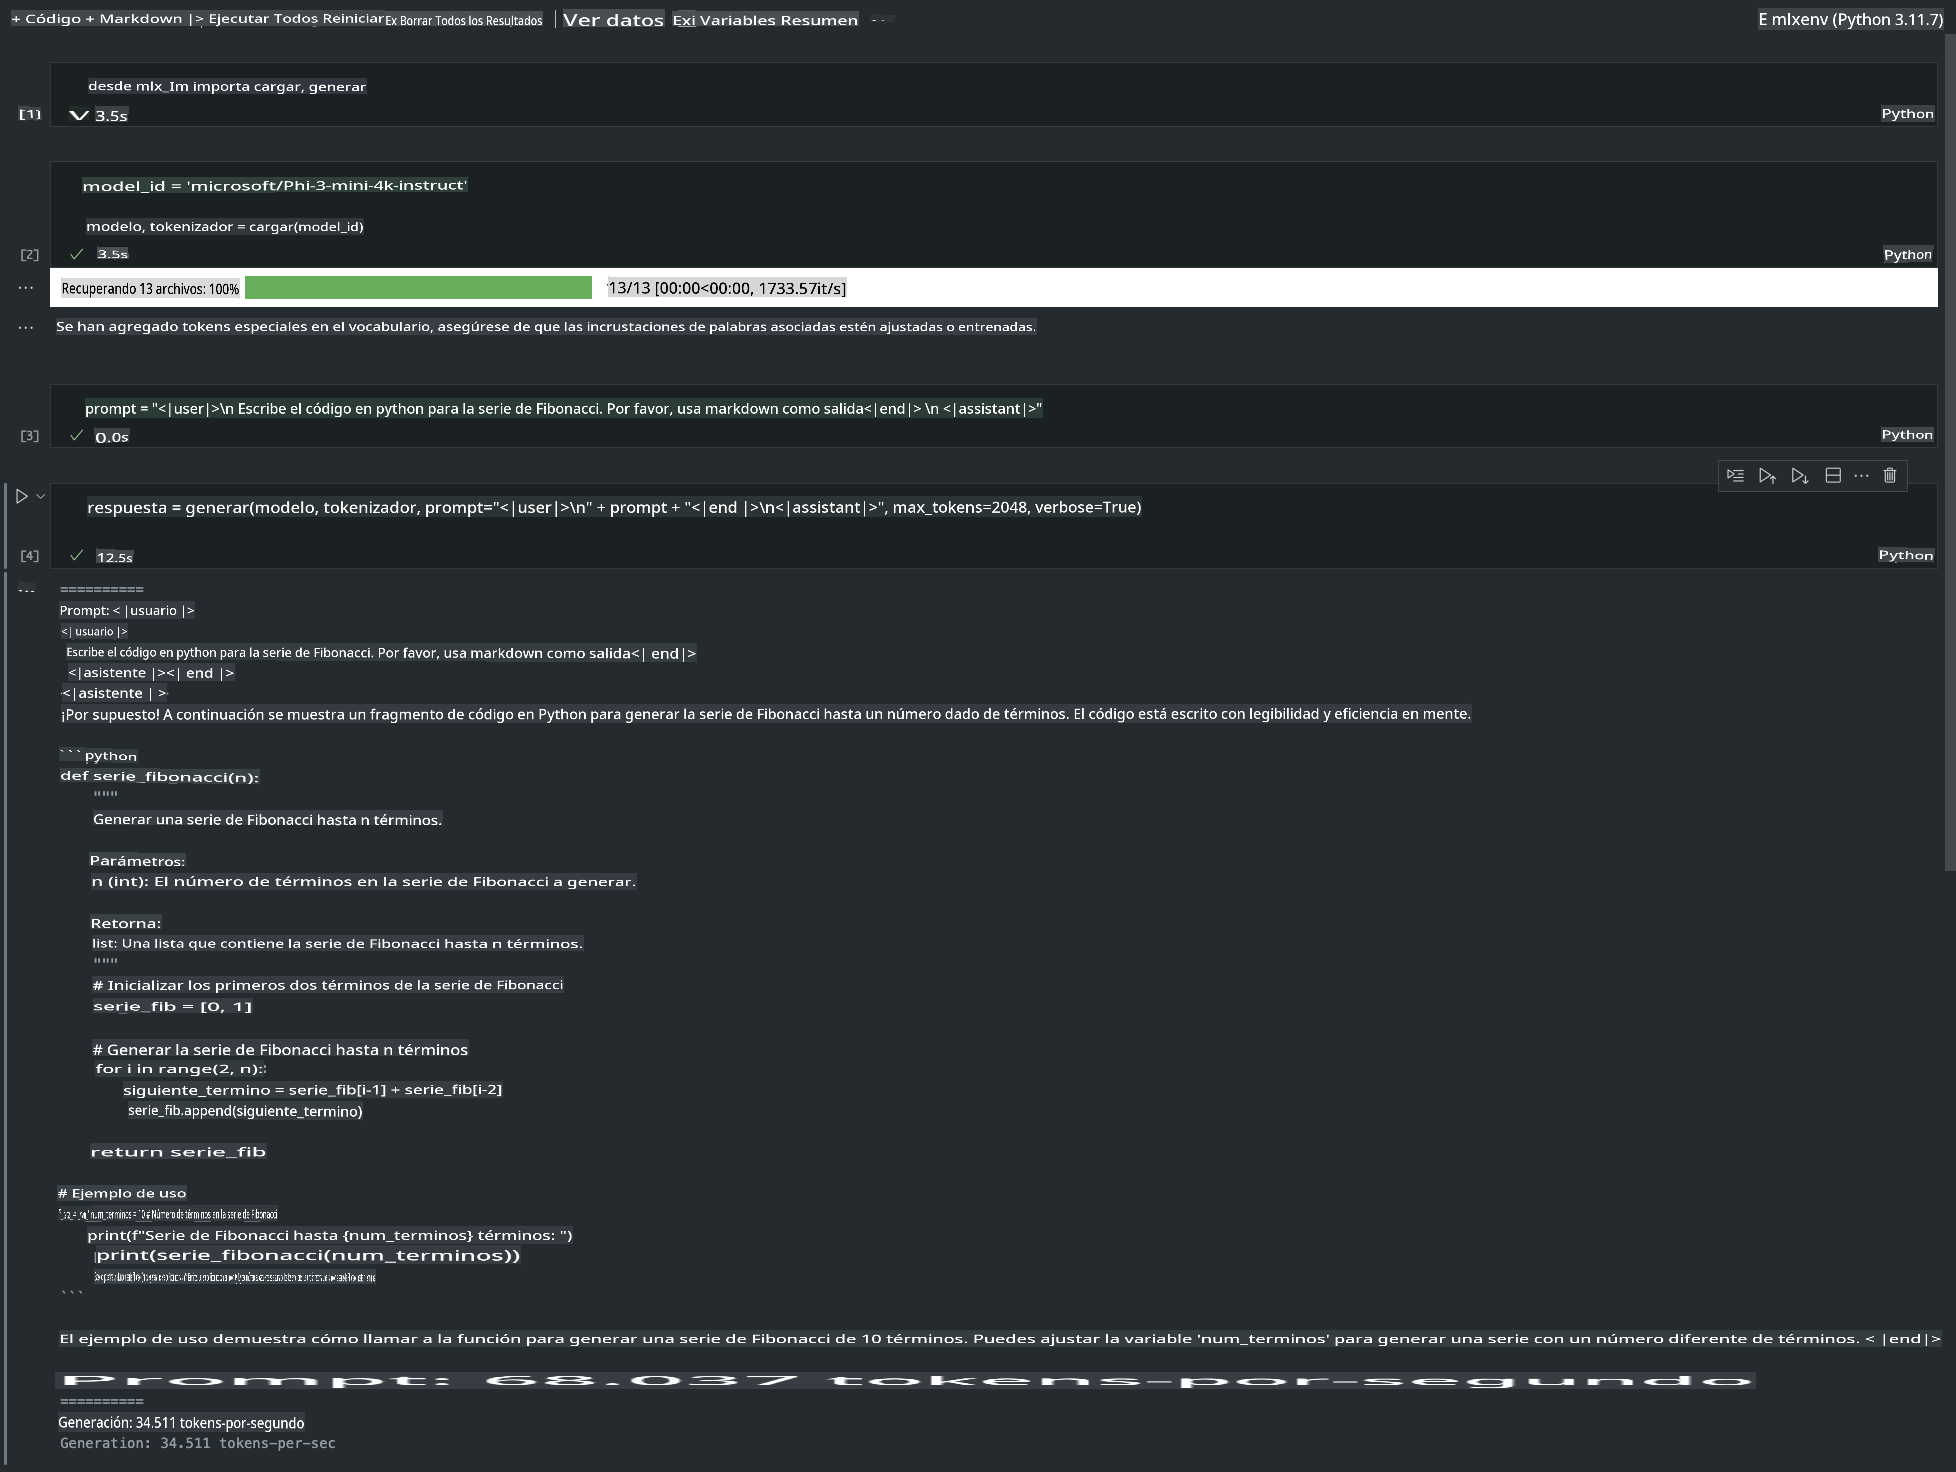 + Código + Markdown |> Ejecutar Todos Reiniciar Ex Borrar Todos los Resultados | Ver datos Exi Variables Resumen
E mlxenv (Python 3.11.7)
desde mlx_Im importa cargar, generar
[1] 3.5s Python
model_id = 'microsoft/Phi-3-mini-4k-instruct'
modelo, tokenizador = cargar(model_id)
[2] 3.5s Python
... Recuperando 13 archivos: 100% 13/13 [00:00<00:00, 1733.57it/s]
... Se han agregado tokens especiales en el vocabulario, asegúrese de que las incrustaciones de palabras asociadas estén ajustadas o entrenadas.
prompt = "<|user|>\n Escribe el código en python para la serie de Fibonacci. Por favor, usa markdown como salida<|end|> \n <|assistant|>"
[3] 0.0s Python
respuesta = generar(modelo, tokenizador, prompt="<|user|>\n" + prompt + "<|end |>\n<|assistant|>", max_tokens=2048, verbose=True)
[4] 12.5s Python
... ==========
Prompt: < |usuario |>
<| usuario |>
Escribe el código en python para la serie de Fibonacci. Por favor, usa markdown como salida<| end|>
<|asistente |><| end |>
<|asistente | >
¡Por supuesto! A continuación se muestra un fragmento de código en Python para generar la serie de Fibonacci hasta un número dado de términos. El código está escrito con legibilidad y eficiencia en mente.
```python
def serie_fibonacci(n):
"""
Generar una serie de Fibonacci hasta n términos.
Parámetros:
n (int): El número de términos en la serie de Fibonacci a generar.
Retorna:
list: Una lista que contiene la serie de Fibonacci hasta n términos.
"""
# Inicializar los primeros dos términos de la serie de Fibonacci
serie_fib = [0, 1]
# Generar la serie de Fibonacci hasta n términos
for i in range(2, n):
siguiente_termino = serie_fib[i-1] + serie_fib[i-2]
serie_fib.append(siguiente_termino)
return serie_fib
# Ejemplo de uso
num_terminos = 10 # Número de términos en la serie de Fibonacci
print(f"Serie de Fibonacci hasta {num_terminos} términos: ")
print(serie_fibonacci(num_terminos))
```
El ejemplo de uso demuestra cómo llamar a la función para generar una serie de Fibonacci de 10 términos. Puedes ajustar la variable 'num_terminos' para generar una serie con un número diferente de términos. < |end|>
Prompt: 68.037 tokens-por-segundo
==========
Generación: 34.511 tokens-por-segundo
Generation: 34.511 tokens-per-sec